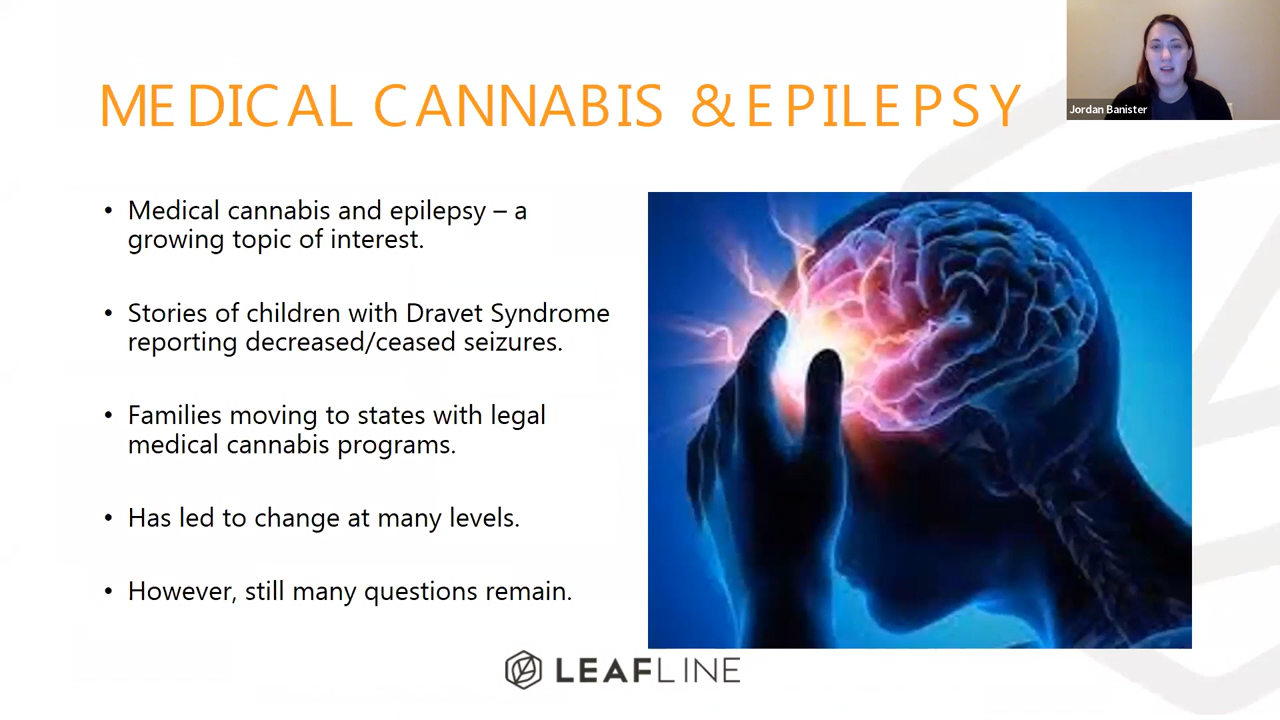 MEDICAL CANNABIS & EPILEPSY
Jordan Banister
• Medical cannabis and epilepsy – a
growing topic of interest.
• Stories of children with Dravet Syndrome
reporting decreased/ceased seizures.
• Families moving to states with legal
medical cannabis programs.
• Has led to change at many levels.
• However, still many questions remain.
LEAFLINE